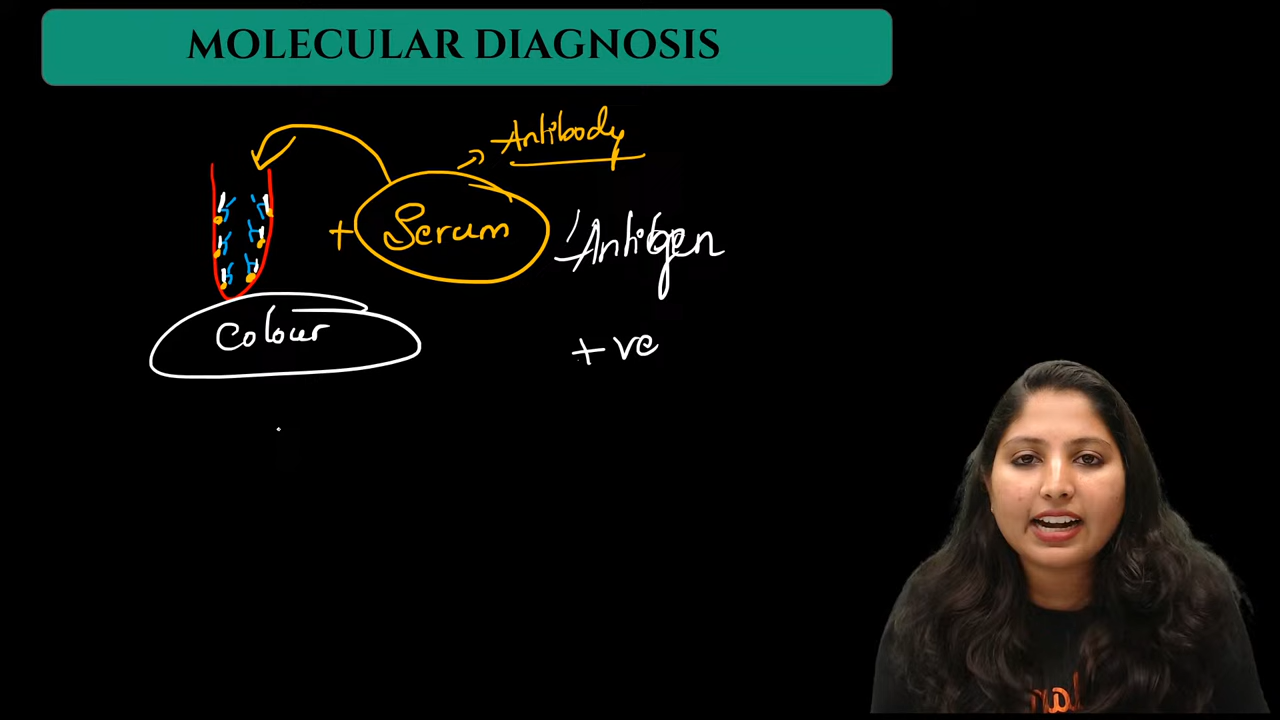 MOLECULAR DIAGNOSIS
Antibody
+ Serum
Antigen
Colour
+ ve